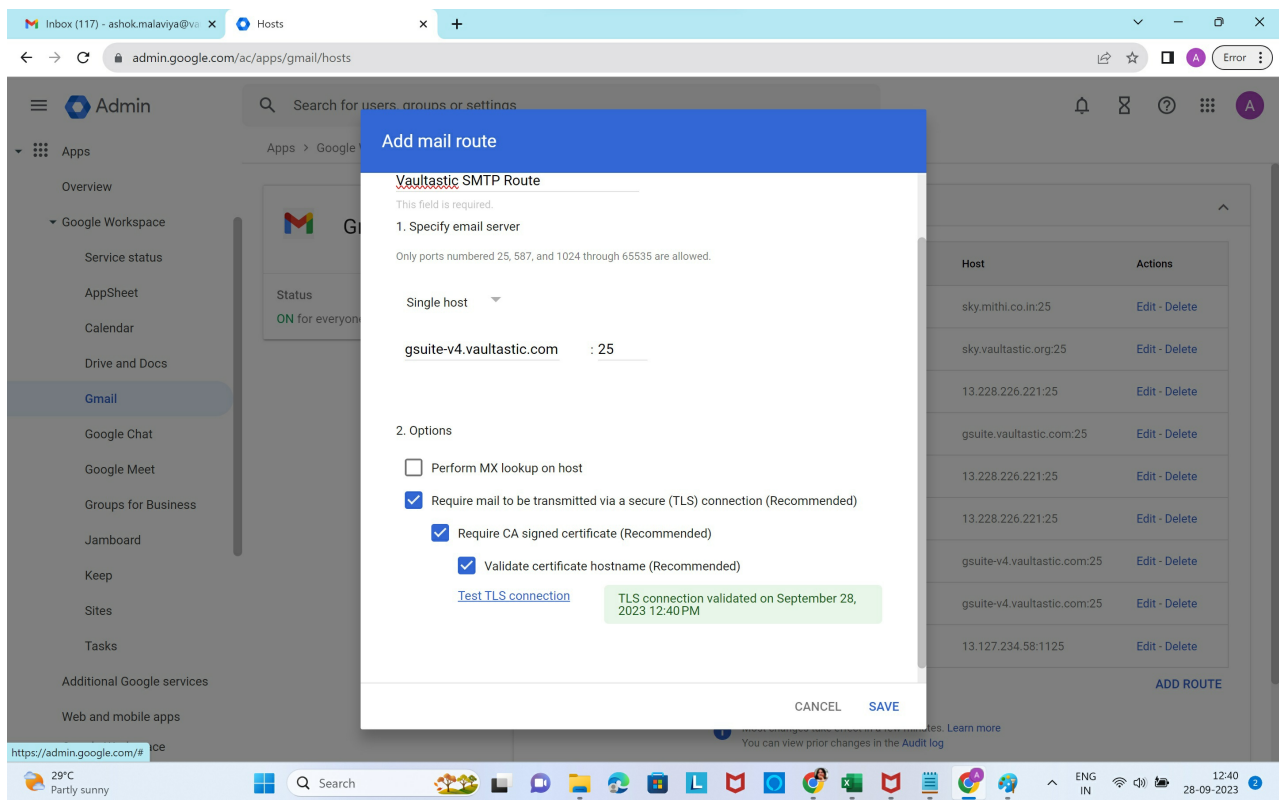 Inbox (117) - ashok.malaviya@va
Hosts
admin.google.com/ac/apps/gmail/hosts
Error
Admin
Search for users, groups or settings
A
Apps
Apps > Google
Overview
Google Workspace
Service status
AppSheet
Calendar
Drive and Docs
Gmail
Google Chat
Google Meet
Groups for Business
Jamboard
Keep
Sites
Tasks
Additional Google services
Web and mobile apps
https://admin.google.com/#
Status
ON for everyone
Add mail route
Vaultastic SMTP Route
This field is required.
1. Specify email server
Only ports numbered 25, 587, and 1024 through 65535 are allowed.
Single host
gsuite-v4.vaultastic.com : 25
2. Options
Perform MX lookup on host
Require mail to be transmitted via a secure (TLS) connection (Recommended)
Require CA signed certificate (Recommended)
Validate certificate hostname (Recommended)
Test TLS connection
TLS connection validated on September 28,
2023 12:40 PM
CANCEL SAVE
Host Actions
sky.mithi.co.in:25 Edit - Delete
sky.vaultastic.org:25 Edit - Delete
13.228.226.221:25 Edit - Delete
gsuite.vaultastic.com:25 Edit - Delete
13.228.226.221:25 Edit - Delete
13.228.226.221:25 Edit - Delete
gsuite-v4.vaultastic.com:25 Edit - Delete
gsuite-v4.vaultastic.com:25 Edit - Delete
13.127.234.58:1125 Edit - Delete
ADD ROUTE
Most changes take effect in a few minutes. Learn more
You can view prior changes in the Audit log
29°C
Partly sunny
Search
ENG
IN
12:40
28-09-2023
2